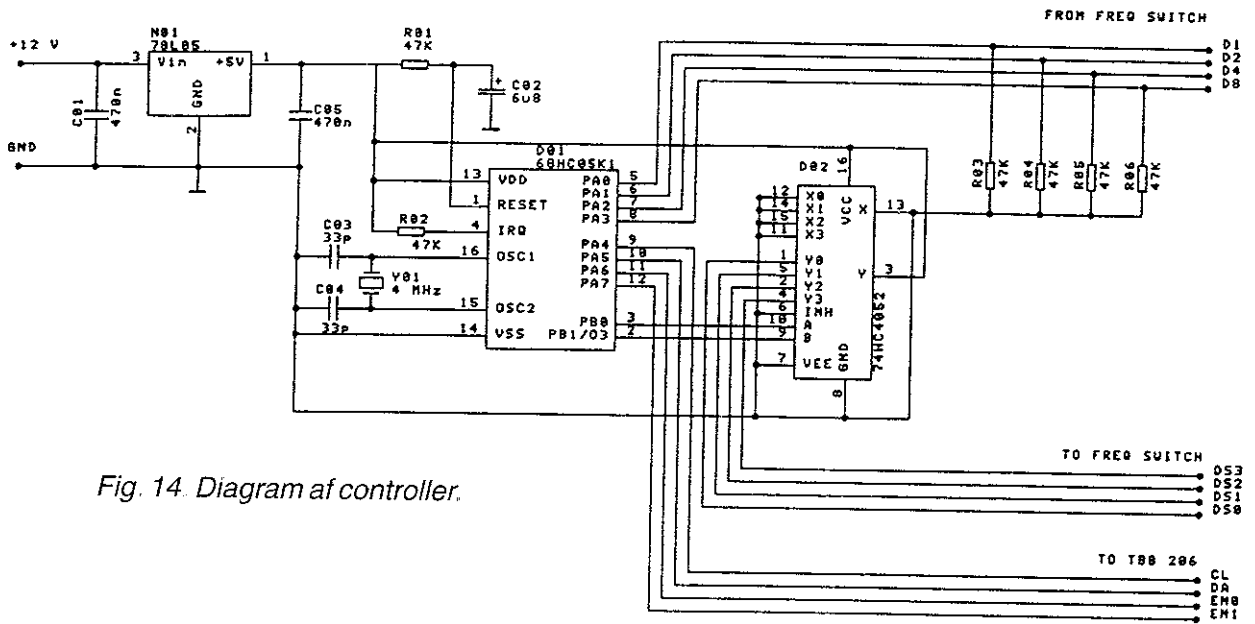 FROM FREQ SWITCH
D1
D2
D4
D8
+12 V
N01
78L05
3
Vin
+5V
1
GND
2
C01
470n
GND
C05
470n
R01
47K
+
C02
6u8
D01
68HC05K1
13
VDD
1
RESET
4
IRQ
R02
47K
16
OSC1
15
OSC2
14
VSS
C03
33p
C04
33p
Y01
4 MHz
PA0
5
PA1
6
PA2
7
PA3
8
PA4
9
PA5
10
PA6
11
PA7
12
PB0
3
PB1/O3
2
D02
16
VCC
12
X0
14
X1
15
X2
11
X3
X
13
1
Y0
5
Y1
2
Y2
4
Y3
Y
3
6
INH
10
A
9
B
7
VEE
GND
8
74HC4052
R03
47K
R04
47K
R05
47K
R06
47K
TO FREQ SWITCH
DS3
DS2
DS1
DS0
TO TBB 206
CL
DA
EN0
EN1
Fig. 14. Diagram af controller.